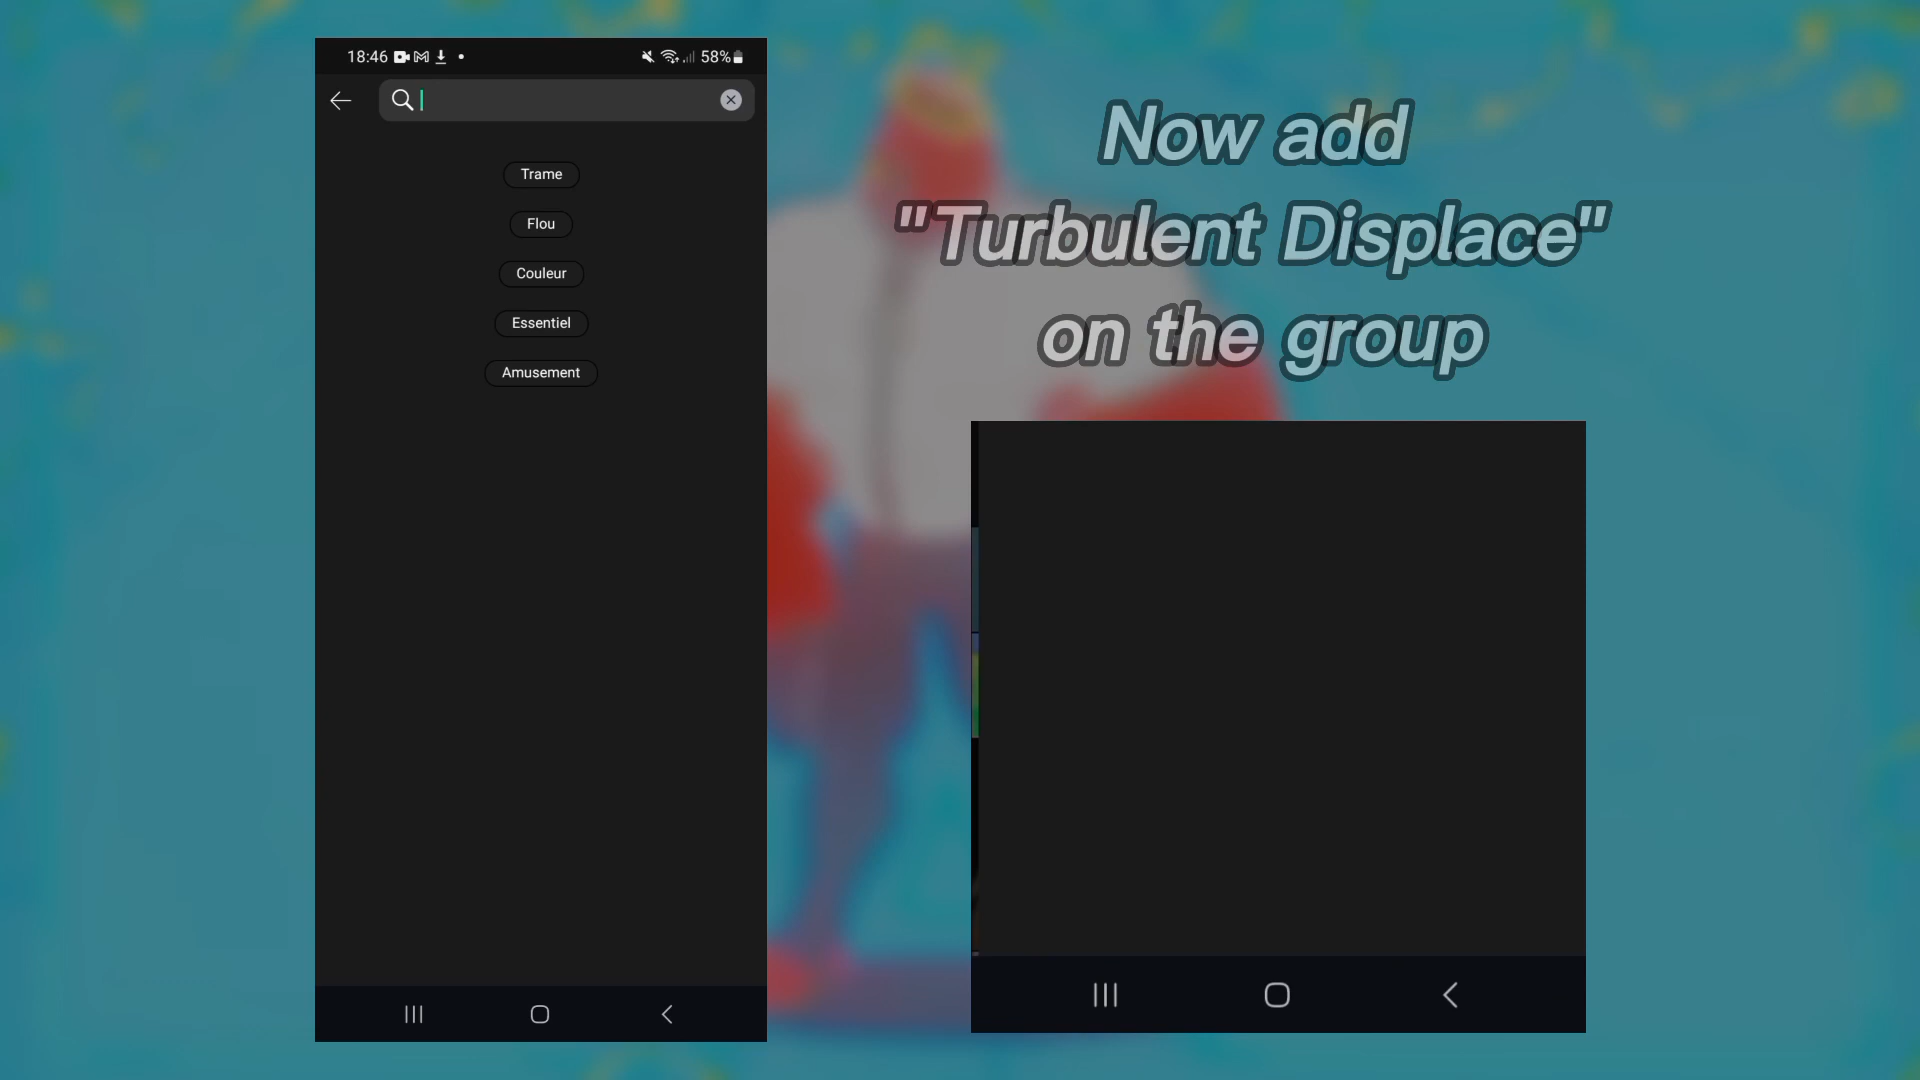 18:46
58%
Trame
Flou
Couleur
Essentiel
Amusement
Now add
"Turbulent Displace"
on the group